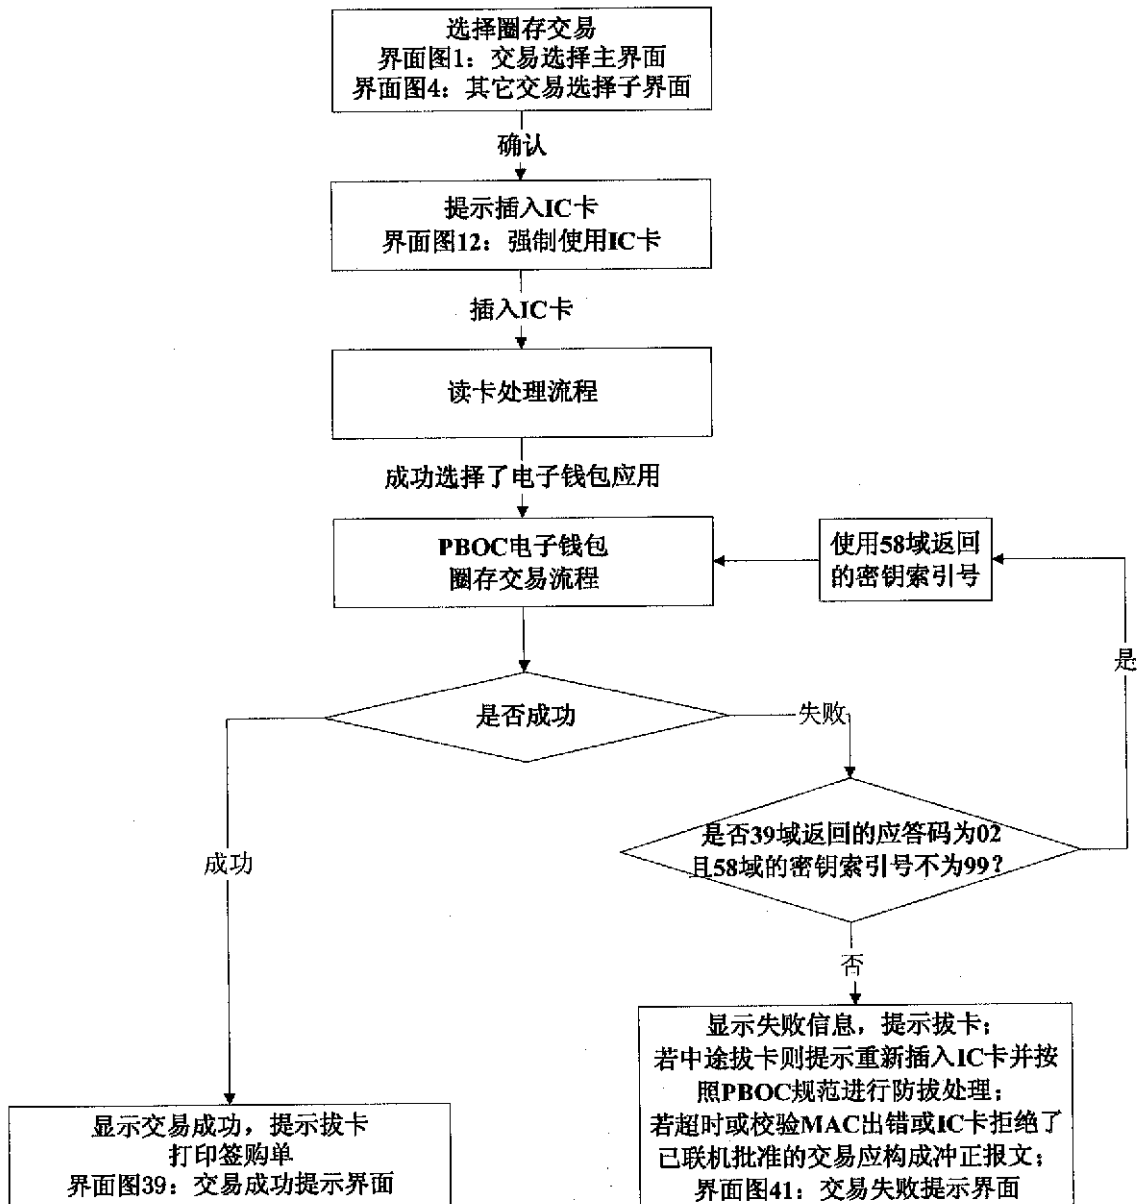 选择圈存交易
界面图1：交易选择主界面
界面图4：其它交易选择子界面
确认
提示插入IC卡
界面图12：强制使用IC卡
插入IC卡
读卡处理流程
成功选择了电子钱包应用
PBOC电子钱包
圈存交易流程
使用58域返回
的密钥索引号
是
是否成功
失败
是否39域返回的应答码为02
且58域的密钥索引号不为99？
成功
否
显示失败信息，提示拔卡；
若中途拔卡则提示重新插入IC卡并按
照PBOC规范进行防拔处理；
若超时或校验MAC出错或IC卡拒绝了
已联机批准的交易应构成冲正报文；
界面图41：交易失败提示界面
显示交易成功，提示拔卡
打印签购单
界面图39：交易成功提示界面